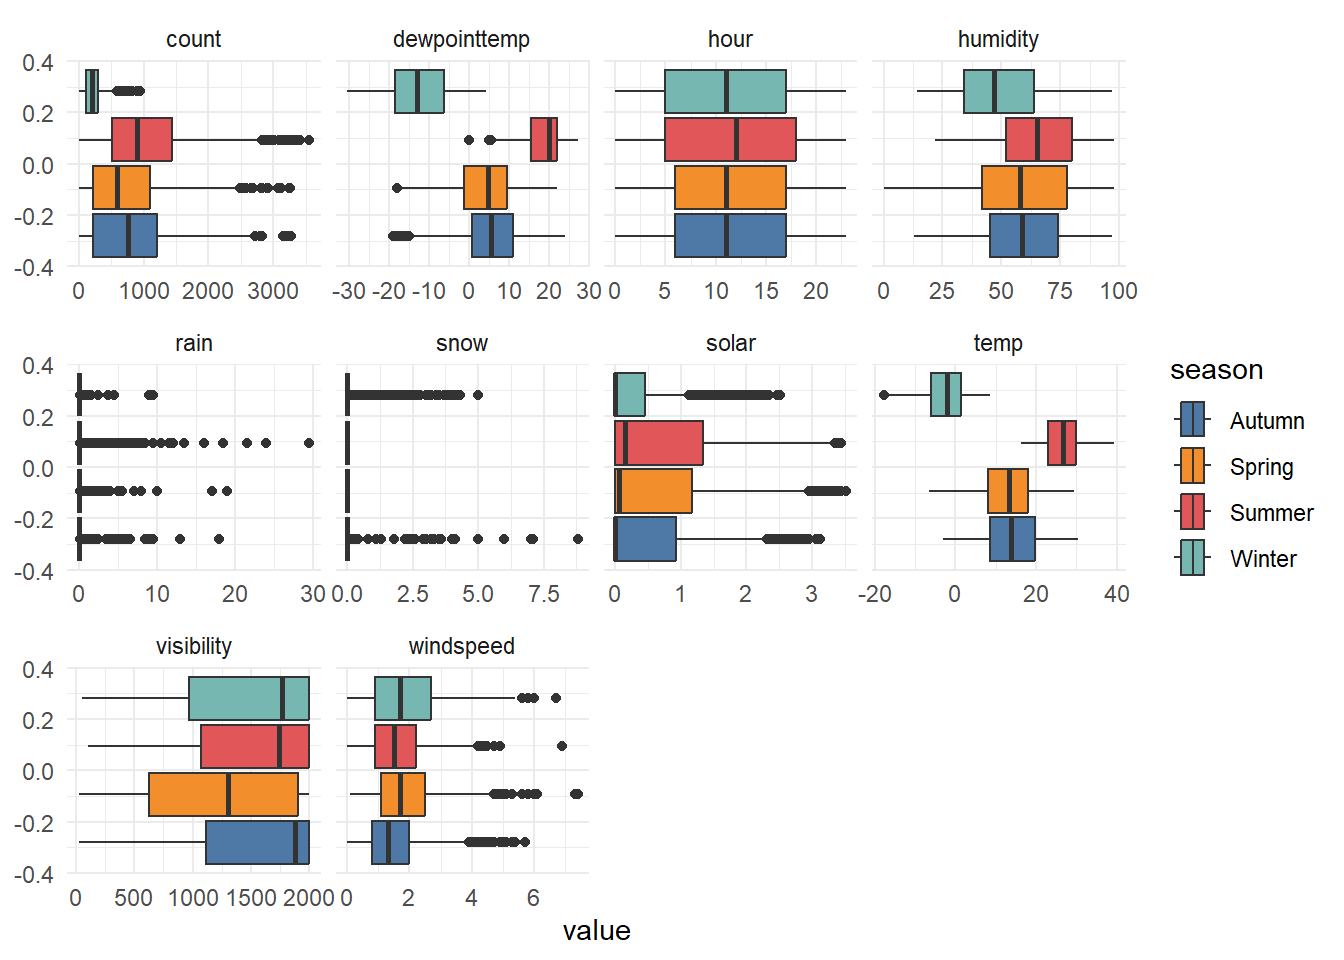 count dewpointtemp hour humidity
0.4
0.2
0.0
-0.2
-0.4
0 1000 2000 3000 -30 -20 -10 0 10 20 30 0 5 10 15 20 0 25 50 75 100
rain snow solar temp
0.4
0.2
0.0
-0.2
-0.4
0 10 20 30 0.0 2.5 5.0 7.5 0 1 2 3 -20 0 20 40
visibility windspeed
0.4
0.2
0.0
-0.2
-0.4
0 500 1000 1500 2000 0 2 4 6
value
season
Autumn
Spring
Summer
Winter